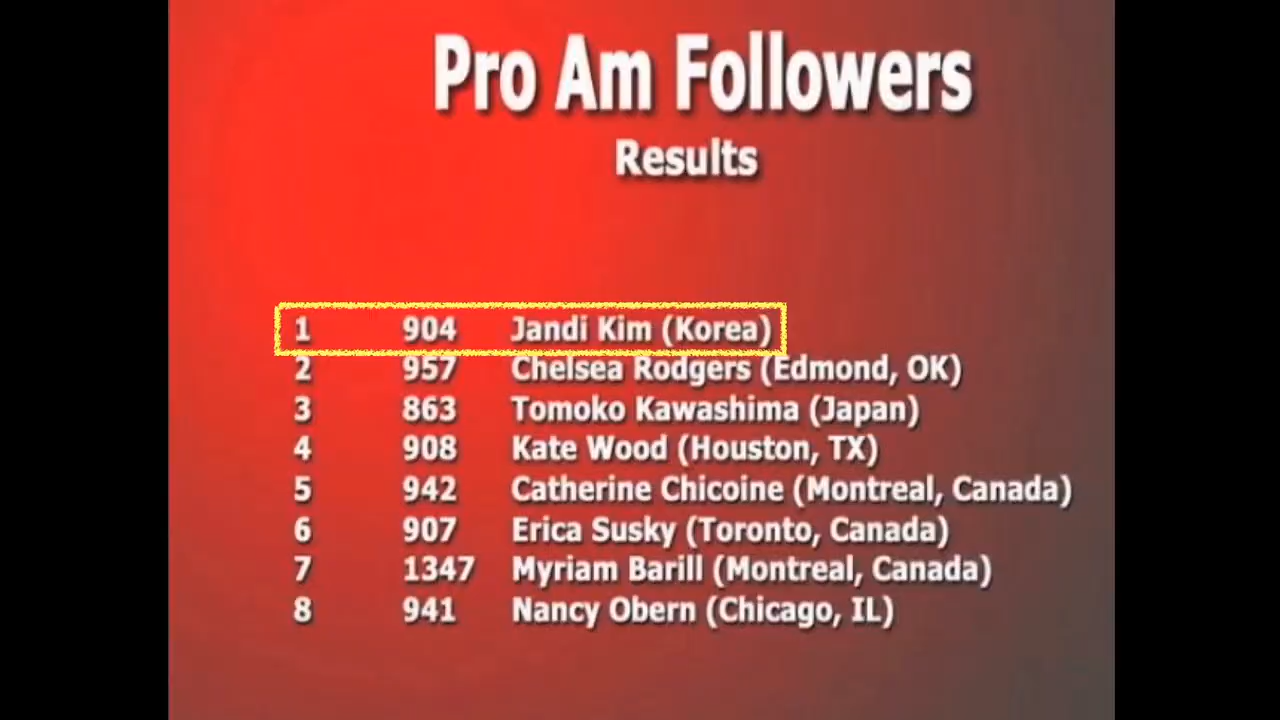 Pro Am Followers
Results
1 904 Jandi Kim (Korea)
2 957 Chelsea Rodgers (Edmond, OK)
3 863 Tomoko Kawashima (Japan)
4 908 Kate Wood (Houston, TX)
5 942 Catherine Chicoine (Montreal, Canada)
6 907 Erica Susky (Toronto, Canada)
7 1347 Myriam Barill (Montreal, Canada)
8 941 Nancy Obern (Chicago, IL)